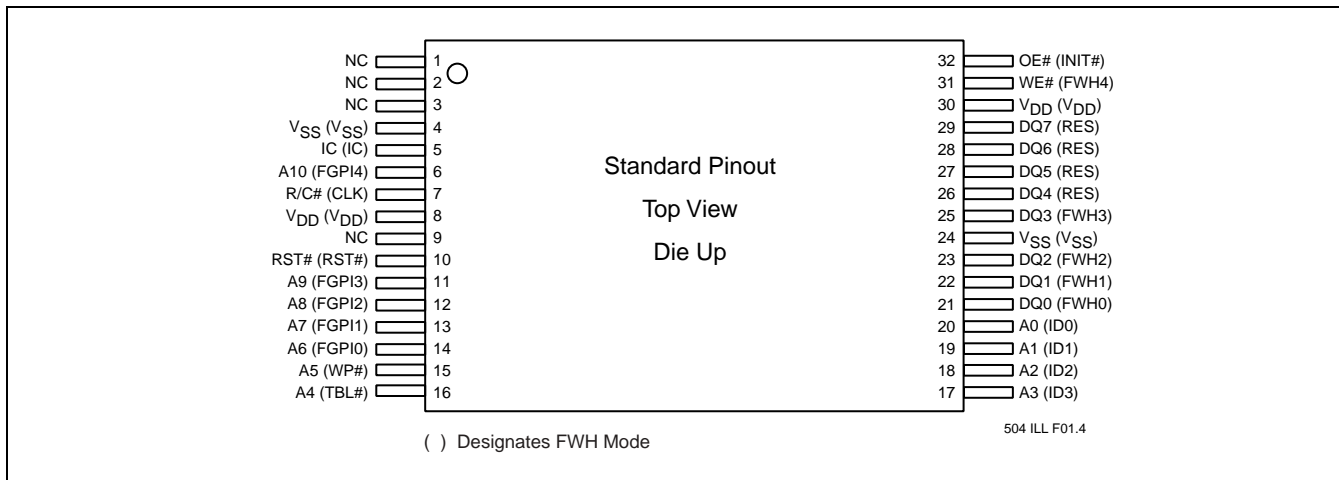 NC 1
NC 2
NC 3
VSS (VSS) 4
IC (IC) 5
A10 (FGPI4) 6
R/C# (CLK) 7
VDD (VDD) 8
NC 9
RST# (RST#) 10
A9 (FGPI3) 11
A8 (FGPI2) 12
A7 (FGPI1) 13
A6 (FGPI0) 14
A5 (WP#) 15
A4 (TBL#) 16
Standard Pinout
Top View
Die Up
32 OE# (INIT#)
31 WE# (FWH4)
30 VDD (VDD)
29 DQ7 (RES)
28 DQ6 (RES)
27 DQ5 (RES)
26 DQ4 (RES)
25 DQ3 (FWH3)
24 VSS (VSS)
23 DQ2 (FWH2)
22 DQ1 (FWH1)
21 DQ0 (FWH0)
20 A0 (ID0)
19 A1 (ID1)
18 A2 (ID2)
17 A3 (ID3)
504 ILL F01.4
( ) Designates FWH Mode